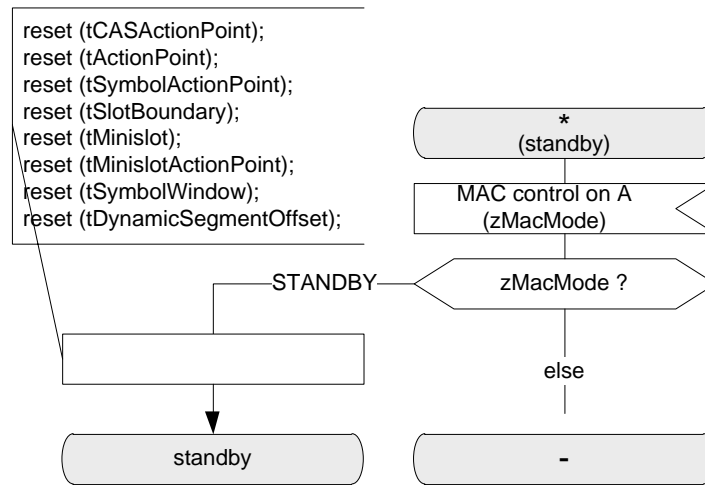 reset (tCASActionPoint);
reset (tActionPoint);
reset (tSymbolActionPoint);
reset (tSlotBoundary);
reset (tMinislot);
reset (tMinislotActionPoint);
reset (tSymbolWindow);
reset (tDynamicSegmentOffset);
*
(standby)
MAC control on A
(zMacMode)
STANDBY
zMacMode ?
else
standby
-